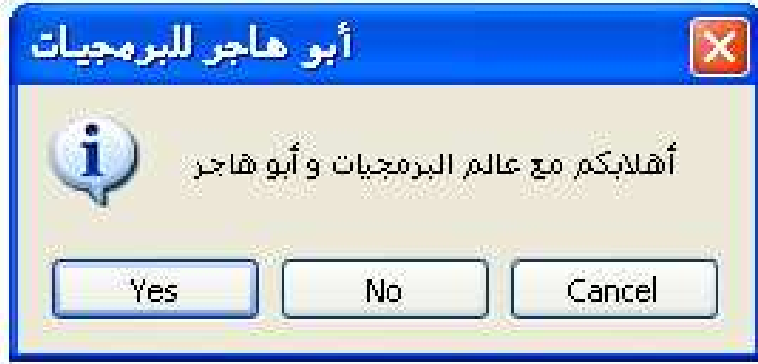 أبو هاجر للبرمجيات
أهلابكم مع عالم البرمجيات و أبو هاجر
Yes
No
Cancel